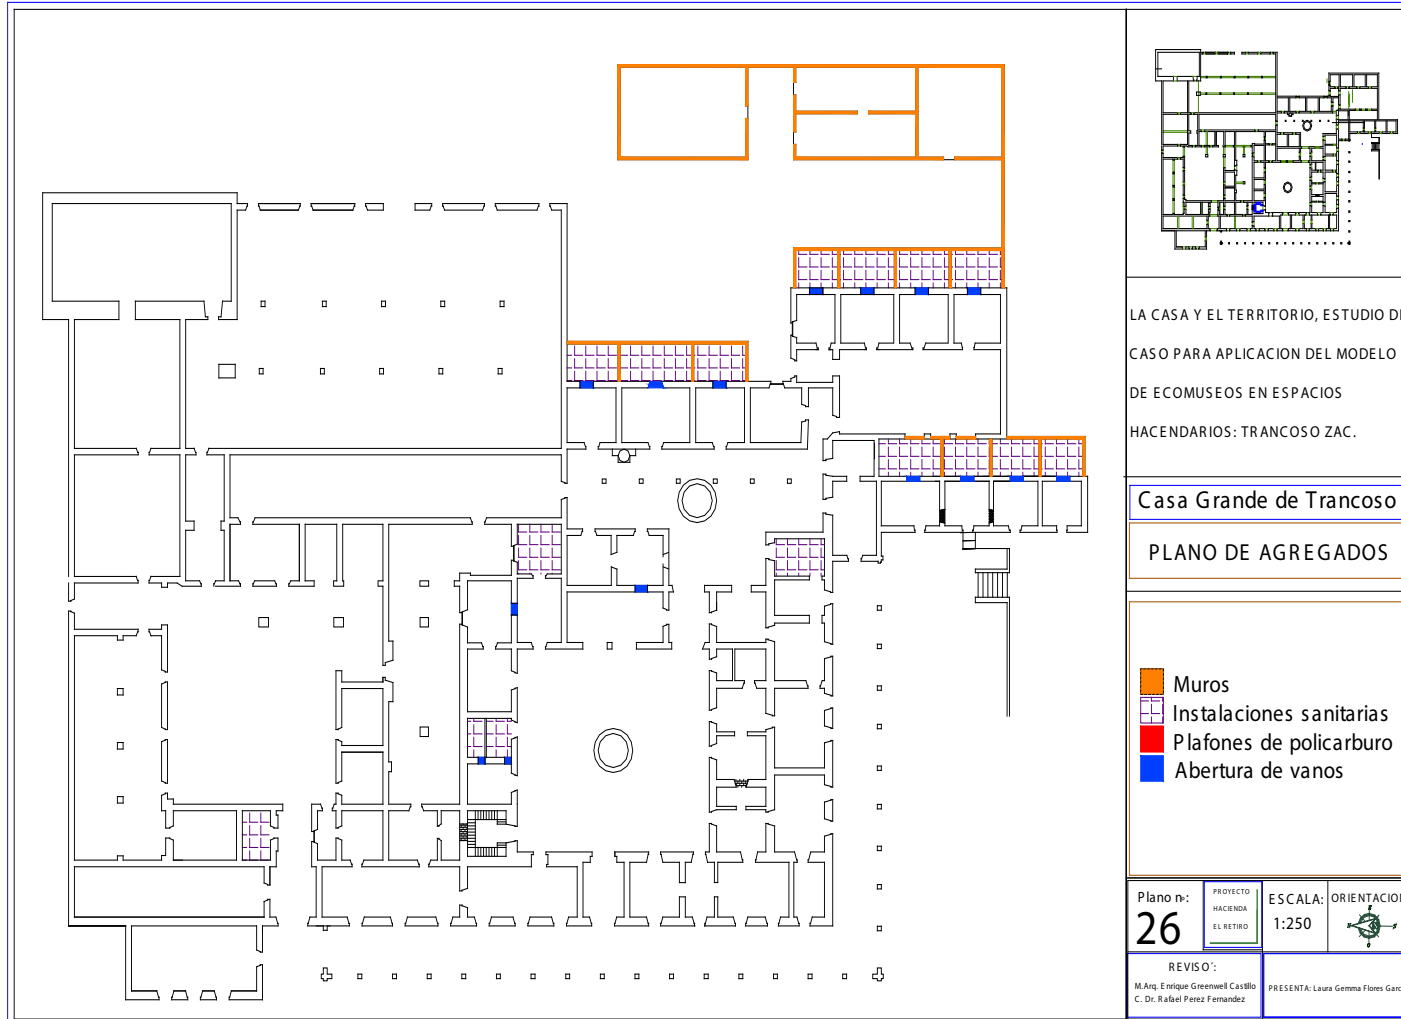 LA CASA Y EL TERRITORIO, ESTUDIO DE
CASO PARA APLICACION DEL MODELO
DE ECOMUSEOS EN ESPACIOS
HACENDARIOS: TRANCOSO ZAC.
Casa Grande de Trancoso
PLANO DE AGREGADOS
Muros
Instalaciones sanitarias
Plafones de policarburo
Abertura de vanos
Plano nº:
26
PROYECTO
HACIENDA
EL RETIRO
ESCALA:
1:250
ORIENTACION
REVISO´:
M.Arq. Enrique Greenwell Castillo
C. Dr. Rafael Perez Fernandez
PRESENTA: Laura Gemma Flores